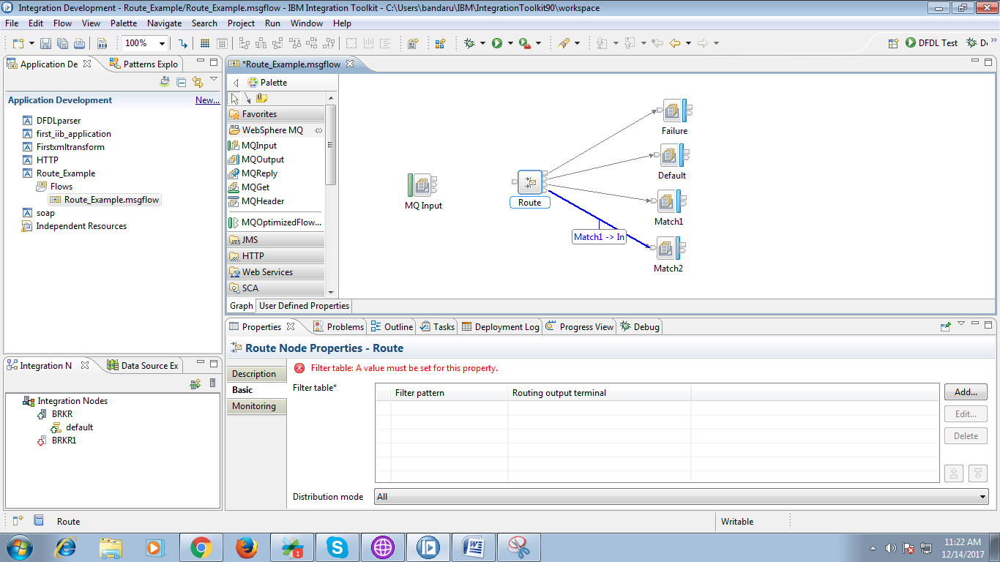 Integration Development - Route_Example/Route_Example.msgflow - IBM Integration Toolkit - C:\Users\bandaru\IBM\IntegrationToolkit90\workspace
File Edit Flow View Palette Navigate Search Project Run Window Help
100% DFDL Test D
Application De Patterns Explo
Application Development New...
DFDLparser
first_iib_application
Firstxmltransform
HTTP
Route_Example
Flows
Route_Example.msgflow
soap
Independent Resources
*Route_Example.msgflow
Palette
Favorites
WebSphere MQ
MQInput
MQOutput
MQReply
MQGet
MQHeader
MQOptimizedFlow...
JMS
HTTP
Web Services
SCA
Failure
Default
MQ Input
Route
Match1
Match1 -> In
Match2
Graph User Defined Properties
Integration N Data Source Ex
Integration Nodes
BRKR
default
BRKR1
Properties Problems Outline Tasks Deployment Log Progress View Debug
Route Node Properties - Route
Description
Basic
Monitoring
Filter table: A value must be set for this property.
Filter table*
Filter pattern Routing output terminal
Add...
Edit...
Delete
Distribution mode All
Route Writable
1
11:22 AM
12/14/2017